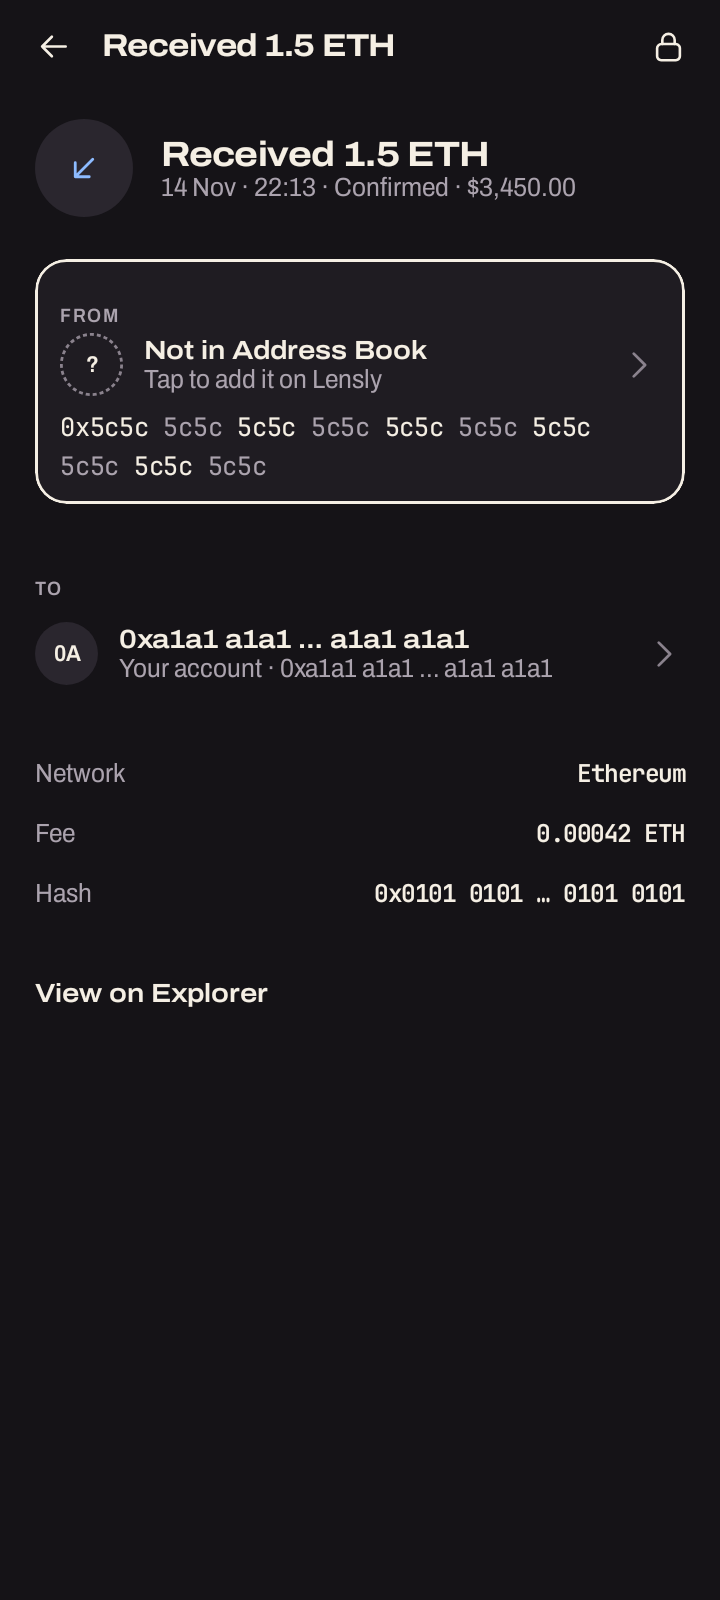 Received 1.5 ETH
Received 1.5 ETH
14 Nov · 22:13 · Confirmed · $3,450.00
FROM
?
Not in Address Book
Tap to add it on Lensly
0x5c5c 5c5c 5c5c 5c5c 5c5c 5c5c 5c5c
5c5c 5c5c 5c5c
TO
0A
0xa1a1 a1a1 … a1a1 a1a1
Your account · 0xa1a1 a1a1 … a1a1 a1a1
Network
Ethereum
Fee
0.00042 ETH
Hash
0x0101 0101 … 0101 0101
View on Explorer